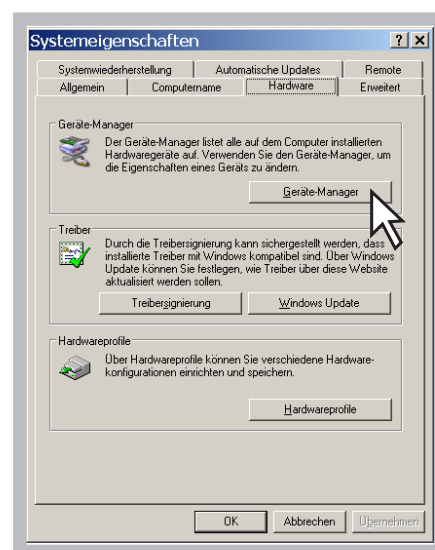 Systemeigenschaften
Systemwiederherstellung Automatische Updates Remote
Allgemein Computername Hardware Erweitert
Geräte-Manager
Der Geräte-Manager listet alle auf dem Computer installierten
Hardwaregeräte auf. Verwenden Sie den Geräte-Manager, um
die Eigenschaften eines Geräts zu ändern.
Geräte-Manager
Treiber
Durch die Treibersignierung kann sichergestellt werden, dass
installierte Treiber mit Windows kompatibel sind. Über Windows
Update können Sie festlegen, wie Treiber über diese Website
aktualisiert werden sollen.
Treibersignierung Windows Update
Hardwareprofile
Über Hardwareprofile können Sie verschiedene Hardware-
konfigurationen einrichten und speichern.
Hardwareprofile
OK Abbrechen Übernehmen